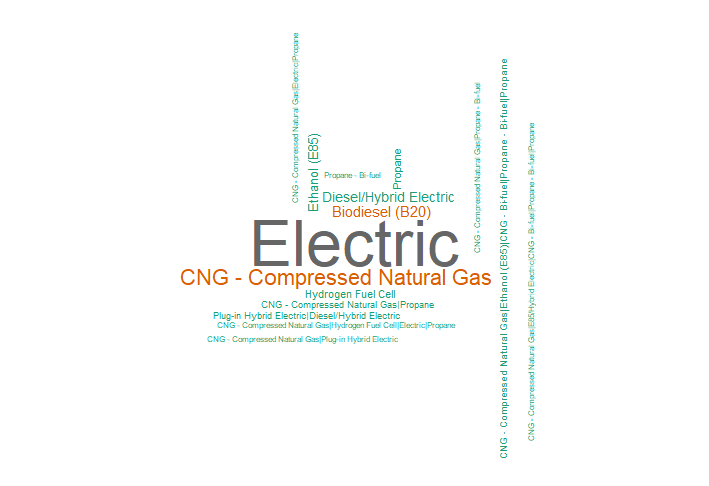 CNG - Compressed Natural Gas|Electric|Propane
Ethanol (E85)
Propane - Bi-fuel
Propane
CNG - Compressed Natural Gas|Propane - Bi-fuel
CNG - Compressed Natural Gas|Ethanol (E85)|CNG - Bi-fuel|Propane - Bi-fuel|Propane
CNG - Compressed Natural Gas|E85/Hybrid Electric|CNG - Bi-fuel|Propane - Bi-fuel|Propane
Diesel/Hybrid Electric
Biodiesel (B20)
Electric
CNG - Compressed Natural Gas
Hydrogen Fuel Cell
CNG - Compressed Natural Gas|Propane
Plug-in Hybrid Electric|Diesel/Hybrid Electric
CNG - Compressed Natural Gas|Hydrogen Fuel Cell|Electric|Propane
CNG - Compressed Natural Gas|Plug-in Hybrid Electric